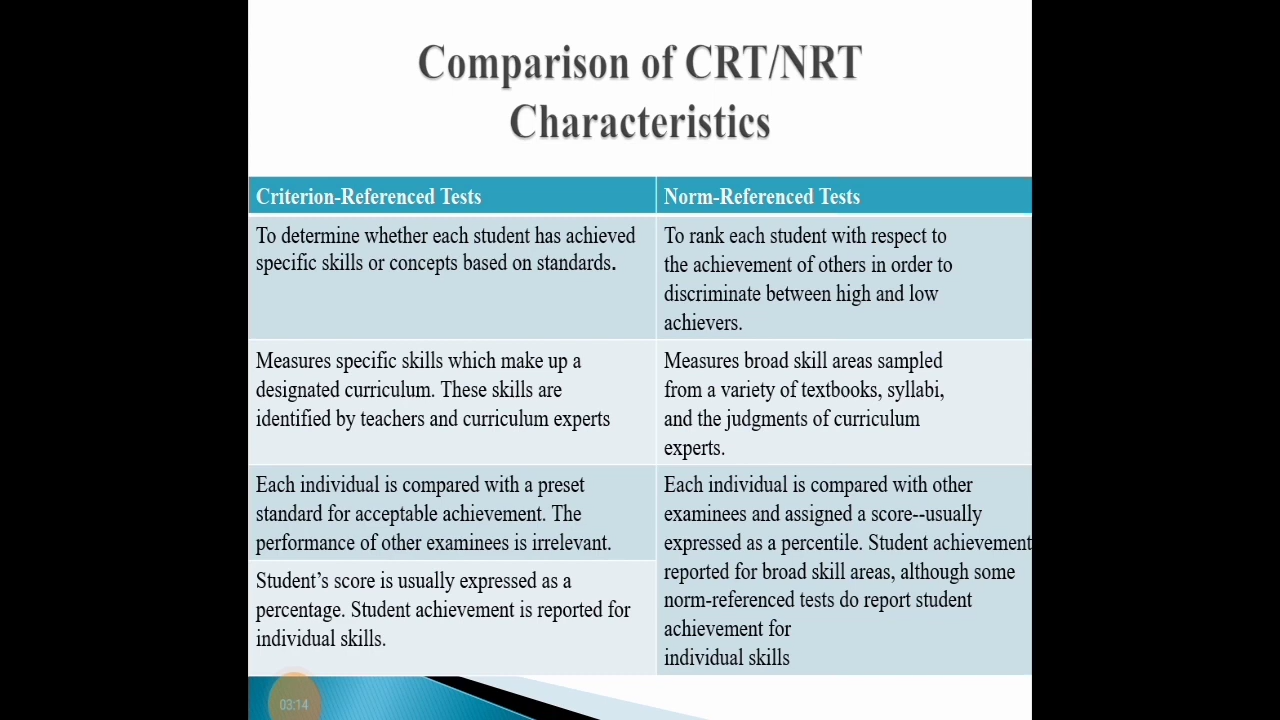 Comparison of CRT/NRT
Characteristics
Criterion-Referenced Tests
Norm-Referenced Tests
To determine whether each student has achieved
specific skills or concepts based on standards.
To rank each student with respect to
the achievement of others in order to
discriminate between high and low
achievers.
Measures specific skills which make up a
designated curriculum. These skills are
identified by teachers and curriculum experts
Measures broad skill areas sampled
from a variety of textbooks, syllabi,
and the judgments of curriculum
experts.
Each individual is compared with a preset
standard for acceptable achievement. The
performance of other examinees is irrelevant.
Student’s score is usually expressed as a
percentage. Student achievement is reported for
individual skills.
Each individual is compared with other
examinees and assigned a score--usually
expressed as a percentile. Student achievement
reported for broad skill areas, although some
norm-referenced tests do report student
achievement for
individual skills
03:14